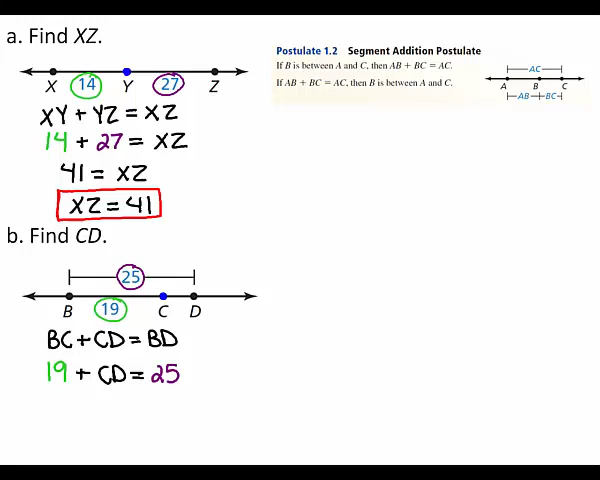 a. Find XZ.
X 14 Y 27 Z
XY + YZ = XZ
14 + 27 = XZ
41 = XZ
XZ = 41
b. Find CD.
25
B 19 C D
BC + CD = BD
19 + CD = 25
Postulate 1.2 Segment Addition Postulate
If B is between A and C, then AB + BC = AC.
If AB + BC = AC, then B is between A and C.
AC
A B C
AB BC